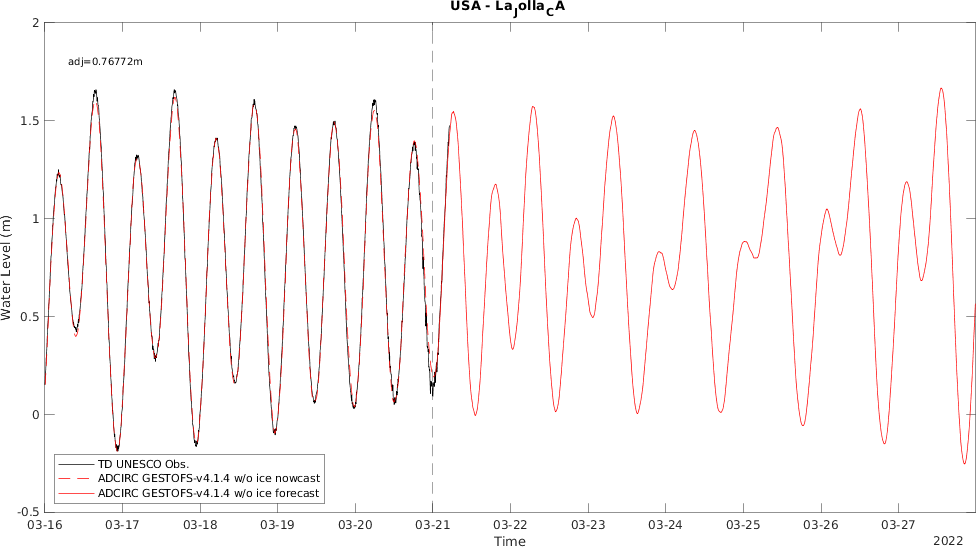 USA - LaJollaCA
2
adj=0.76772m
1.5
1
0.5
0
-0.5
Water Level (m)
TD UNESCO Obs.
ADCIRC GESTOFS-v4.1.4 w/o ice nowcast
ADCIRC GESTOFS-v4.1.4 w/o ice forecast
03-16 03-17 03-18 03-19 03-20 03-21 03-22 03-23 03-24 03-25 03-26 03-27
Time
2022